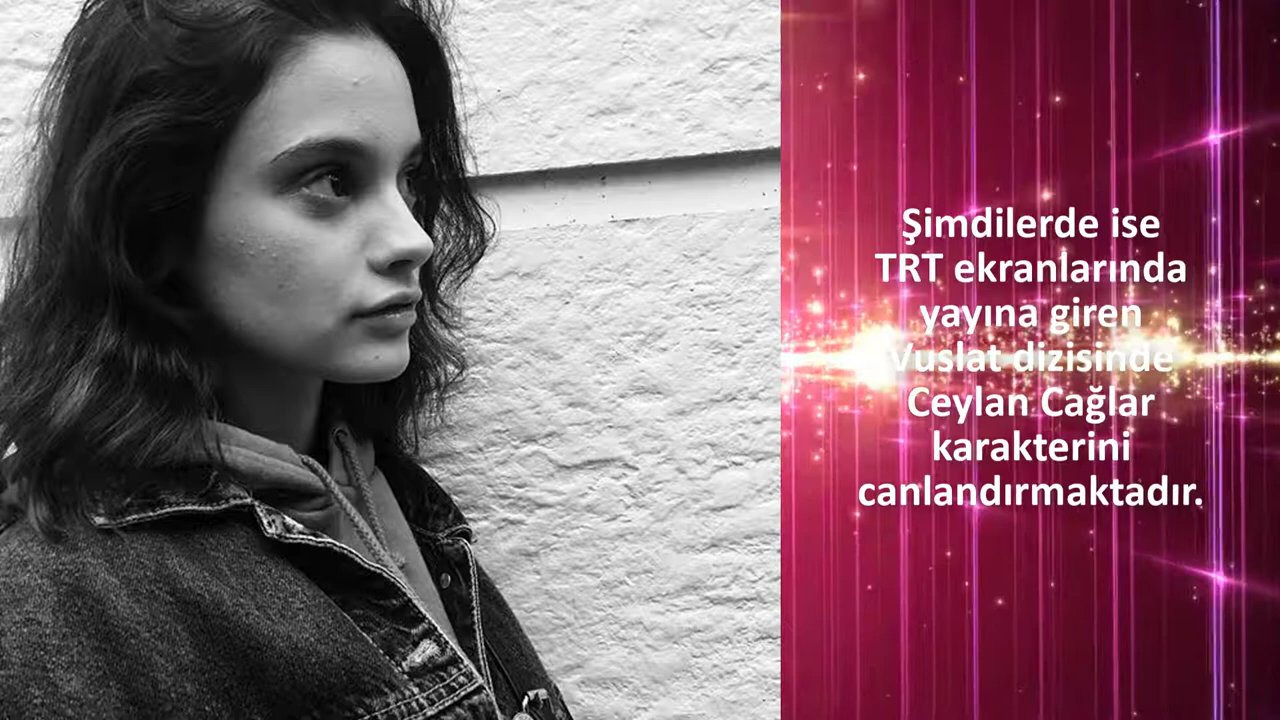 Şimdilerde ise
TRT ekranlarında
yayına giren
Vuslat dizisinde
Ceylan Cağlar
karakterini
canlandırmaktadır.